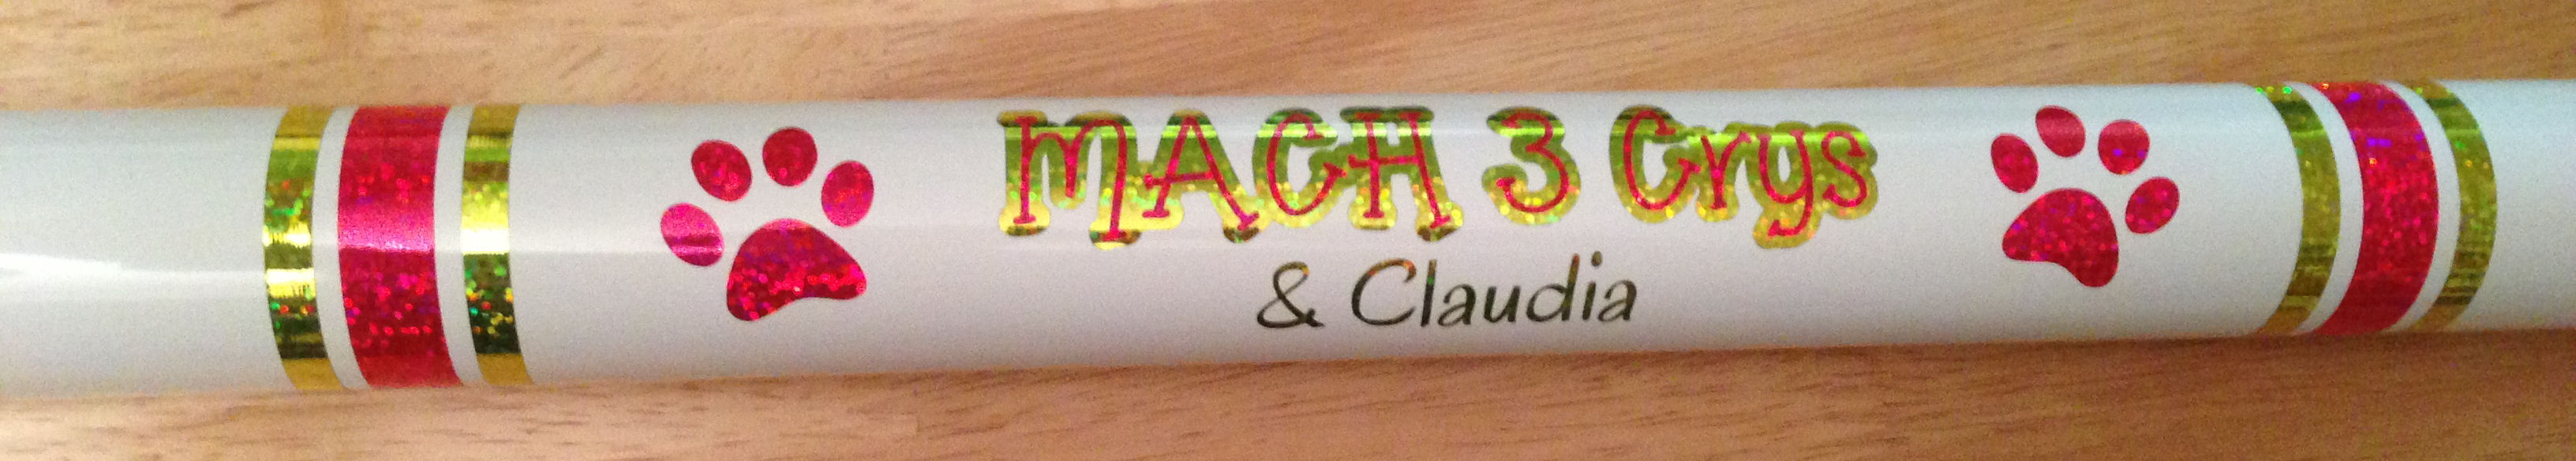 MACH 3 Crys
& Claudia